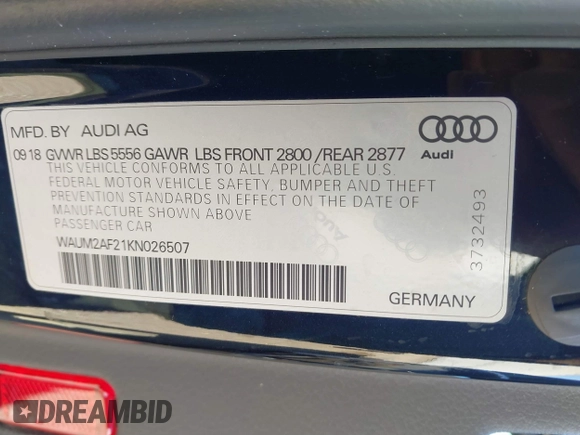 MFD. BY AUDI AG
09 18 GVWR LBS 5556 GAWR LBS FRONT 2800 /REAR 2877
THIS VEHICLE CONFORMS TO ALL APPLICABLE U.S.
FEDERAL MOTOR VEHICLE SAFETY, BUMPER AND THEFT
PREVENTION STANDARDS IN EFFECT ON THE DATE OF
MANUFACTURE SHOWN ABOVE
PASSENGER CAR
WAUM2AF21KN026507
Audi
3732493
GERMANY
DREAMBID